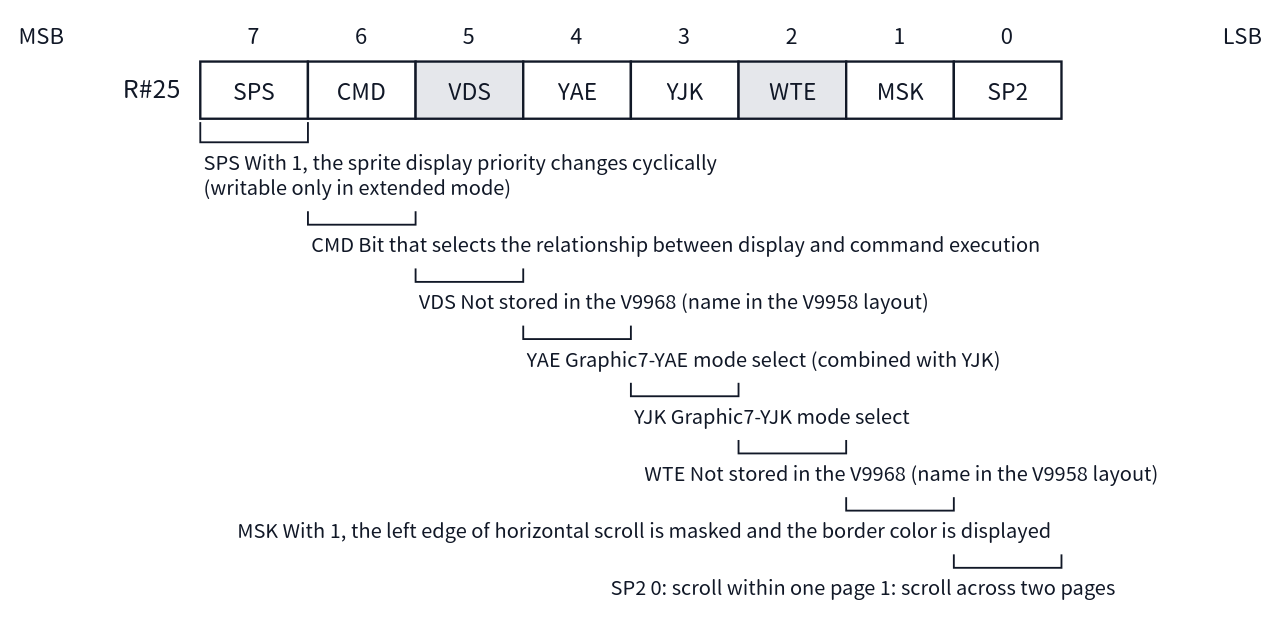 MSB 7 6 5 4 3 2 1 0 LSB
R#25 SPS CMD VDS YAE YJK WTE MSK SP2
SPS With 1, the sprite display priority changes cyclically
(writable only in extended mode)
CMD Bit that selects the relationship between display and command execution
VDS Not stored in the V9968 (name in the V9958 layout)
YAE Graphic7-YAE mode select (combined with YJK)
YJK Graphic7-YJK mode select
WTE Not stored in the V9968 (name in the V9958 layout)
MSK With 1, the left edge of horizontal scroll is masked and the border color is displayed
SP2 0: scroll within one page 1: scroll across two pages